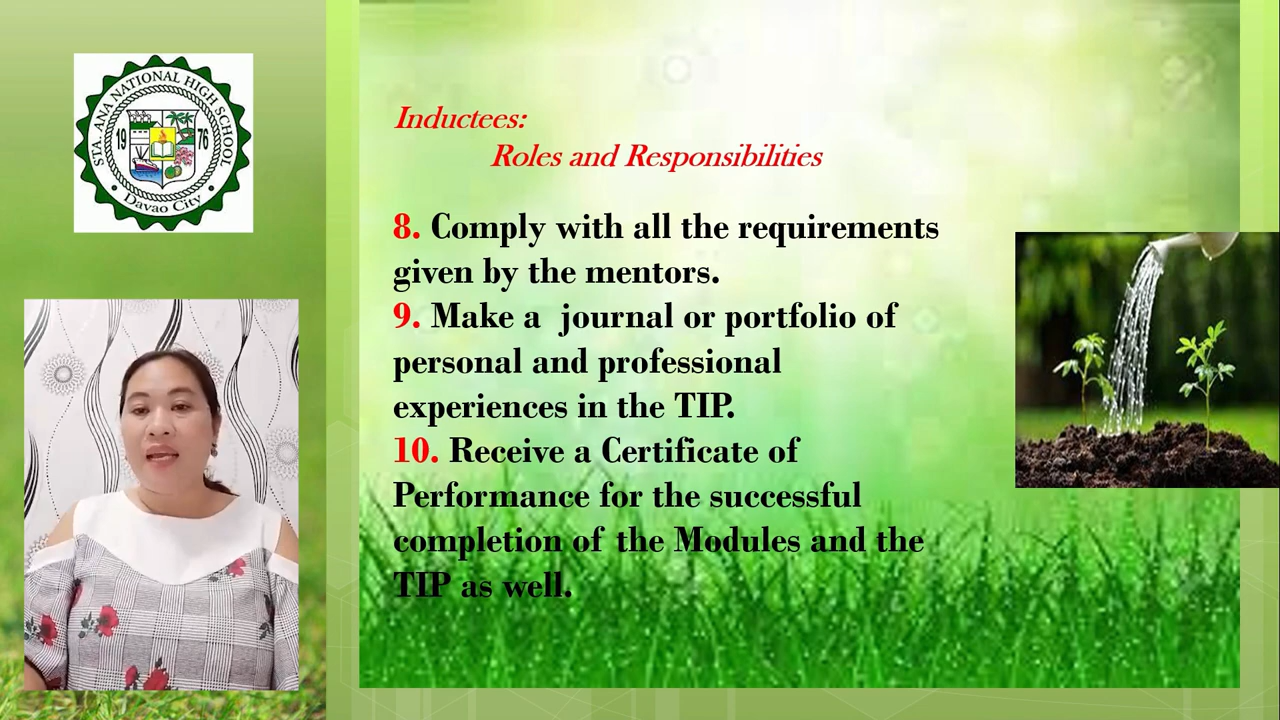 STA. ANA NATIONAL HIGH SCHOOL
19 76
Davao City
Inductees:
Roles and Responsibilities
8. Comply with all the requirements
given by the mentors.
9. Make a journal or portfolio of
personal and professional
experiences in the TIP.
10. Receive a Certificate of
Performance for the successful
completion of the Modules and the
TIP as well.